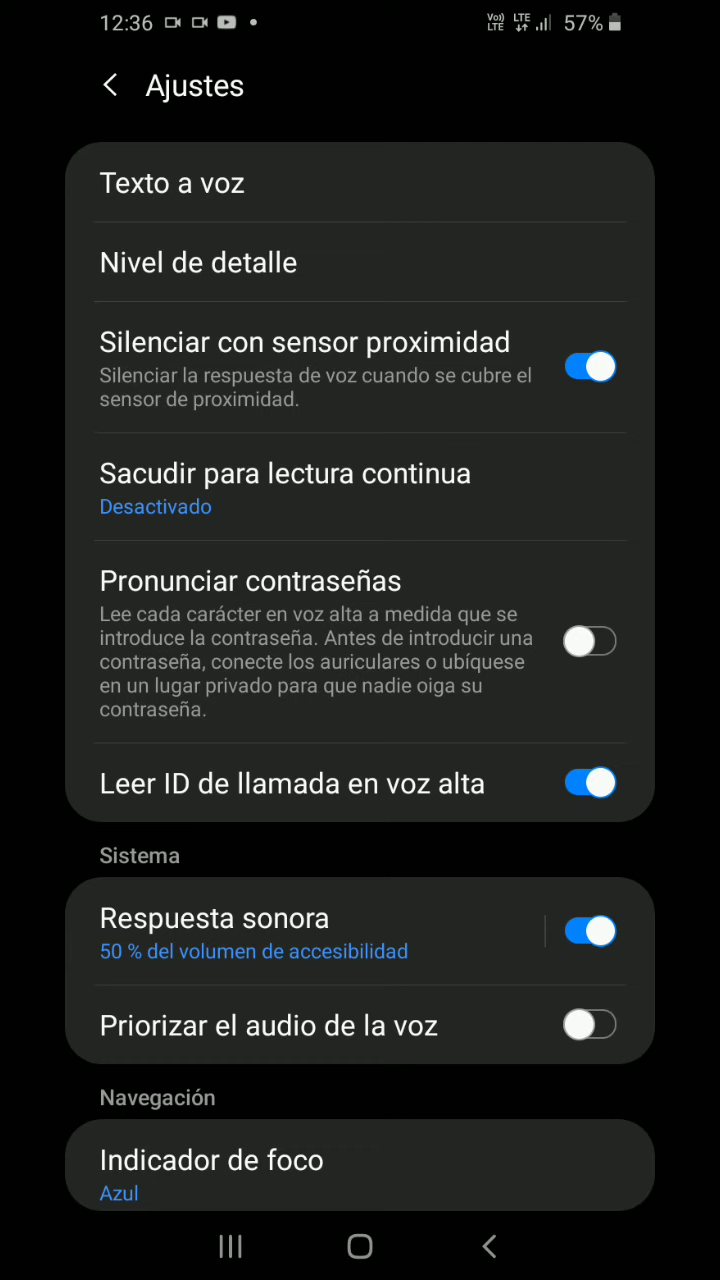 12:36 Vo) LTE LTE 57%
Ajustes
Texto a voz
Nivel de detalle
Silenciar con sensor proximidad
Silenciar la respuesta de voz cuando se cubre el
sensor de proximidad.
Sacudir para lectura continua
Desactivado
Pronunciar contraseñas
Lee cada carácter en voz alta a medida que se
introduce la contraseña. Antes de introducir una
contraseña, conecte los auriculares o ubíquese
en un lugar privado para que nadie oiga su
contraseña.
Leer ID de llamada en voz alta
Sistema
Respuesta sonora
50 % del volumen de accesibilidad
Priorizar el audio de la voz
Navegación
Indicador de foco
Azul